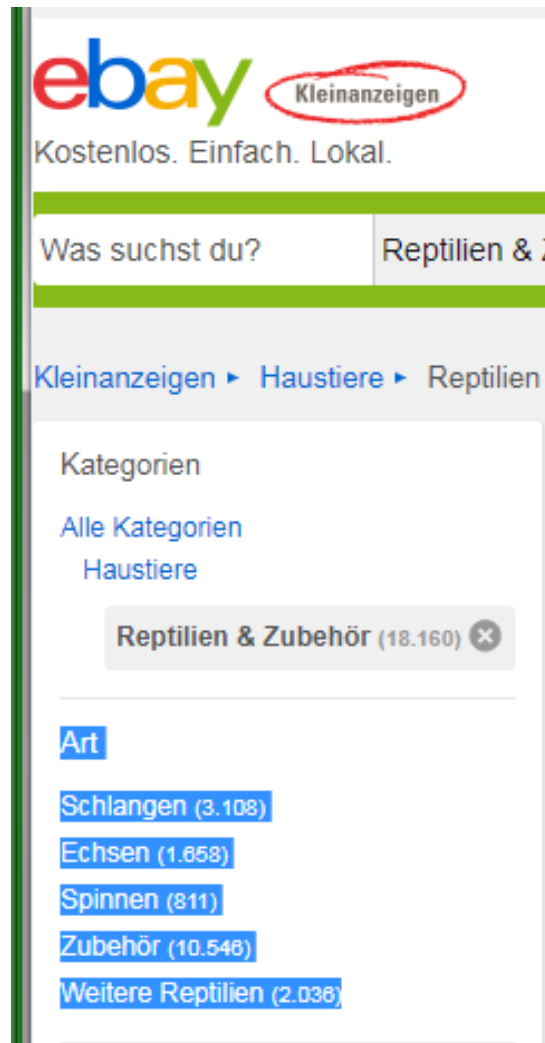 ebay Kleinanzeigen
Kostenlos. Einfach. Lokal.
Was suchst du? Reptilien &
Kleinanzeigen ► Haustiere ► Reptilien
Kategorien
Alle Kategorien
Haustiere
Reptilien & Zubehör (18.160)
Art
Schlangen (3.108)
Echsen (1.658)
Spinnen (811)
Zubehör (10.546)
Weitere Reptilien (2.036)